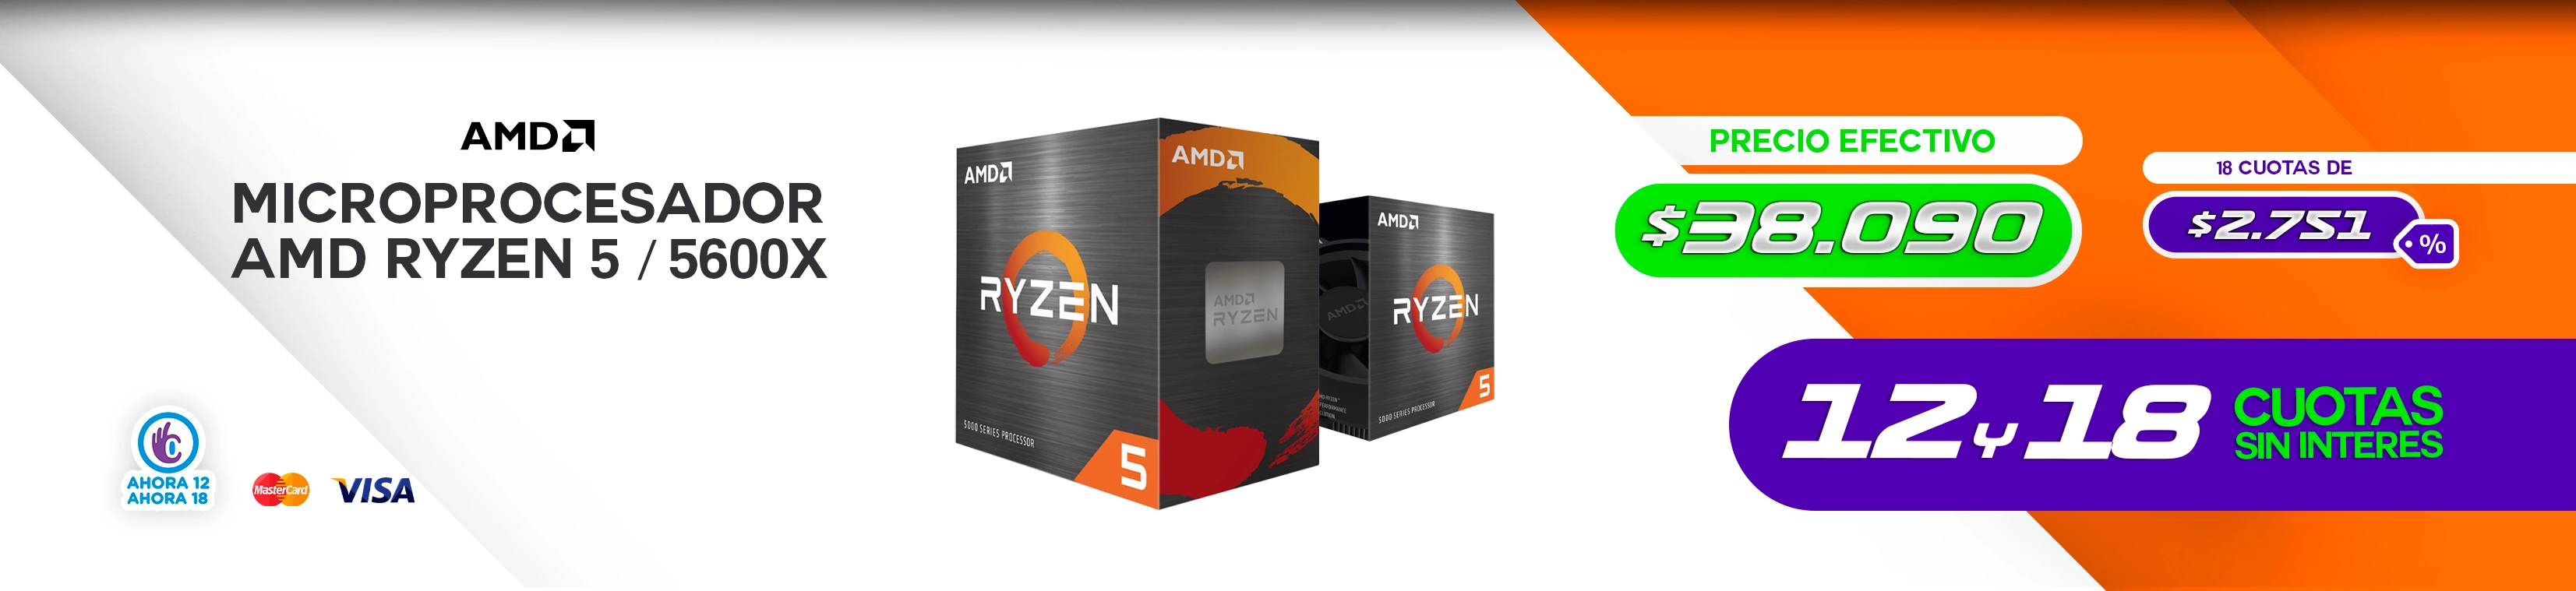 AMD
MICROPROCESADOR
AMD RYZEN 5 / 5600X
AHORA 12
AHORA 18
MasterCard
VISA
AMD
RYZEN
5000 SERIES PROCESSOR
5
AMD
AMD
RYZEN
AMD
AMD
RYZEN
5000 SERIES PROCESSOR
5
PRECIO EFECTIVO
$38.090
18 CUOTAS DE
$2.751
%
12 Y 18
CUOTAS
SIN INTERES